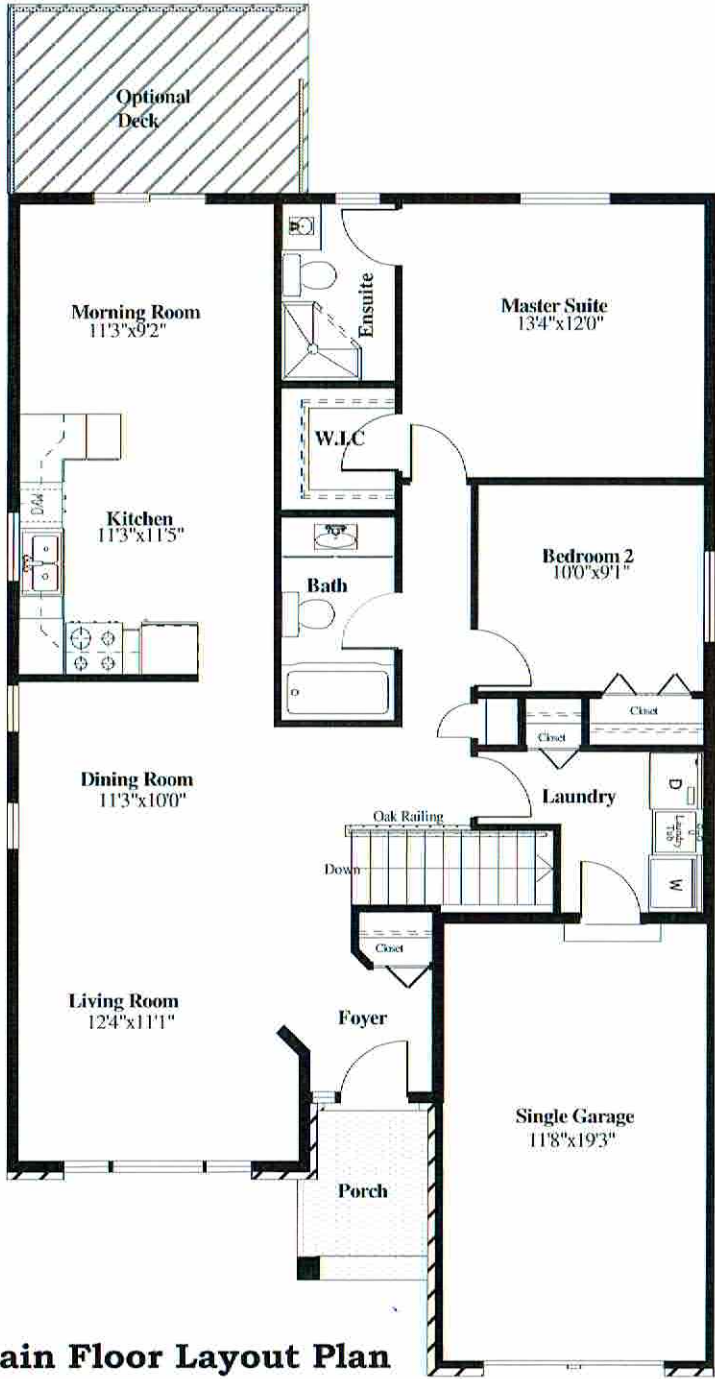 Optional
Deck
Morning Room
11'3"x9'2"
Ensuite
Master Suite
13'4"x12'0"
W.I.C
Kitchen
11'3"x11'5"
Bath
Bedroom 2
10'0"x9'1"
Closet
Closet
Dining Room
11'3"x10'0"
Laundry
D
Laundry
Tub
W
Oak Railing
Down
Closet
Living Room
12'4"x11'1"
Foyer
Single Garage
11'8"x19'3"
Porch
ain Floor Layout Plan